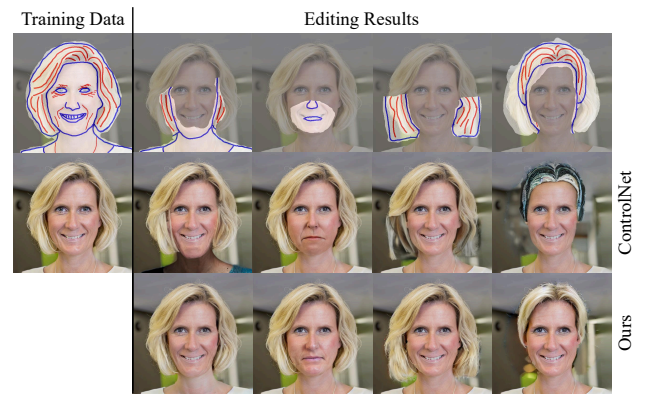 Training Data
Editing Results
ControlNet
Ours